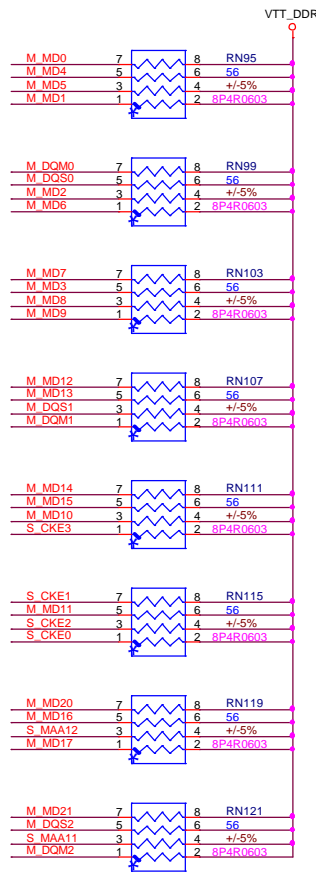 VTT_DDR
M_MD0 7 8 RN95
M_MD4 5 6 56
M_MD5 3 4 +/-5%
M_MD1 1 2 8P4R0603
M_DQM0 7 8 RN99
M_DQS0 5 6 56
M_MD2 3 4 +/-5%
M_MD6 1 2 8P4R0603
M_MD7 7 8 RN103
M_MD3 5 6 56
M_MD8 3 4 +/-5%
M_MD9 1 2 8P4R0603
M_MD12 7 8 RN107
M_MD13 5 6 56
M_DQS1 3 4 +/-5%
M_DQM1 1 2 8P4R0603
M_MD14 7 8 RN111
M_MD15 5 6 56
M_MD10 3 4 +/-5%
S_CKE3 1 2 8P4R0603
S_CKE1 7 8 RN115
M_MD11 5 6 56
S_CKE2 3 4 +/-5%
S_CKE0 1 2 8P4R0603
M_MD20 7 8 RN119
M_MD16 5 6 56
S_MAA12 3 4 +/-5%
M_MD17 1 2 8P4R0603
M_MD21 7 8 RN121
M_DQS2 5 6 56
S_MAA11 3 4 +/-5%
M_DQM2 1 2 8P4R0603